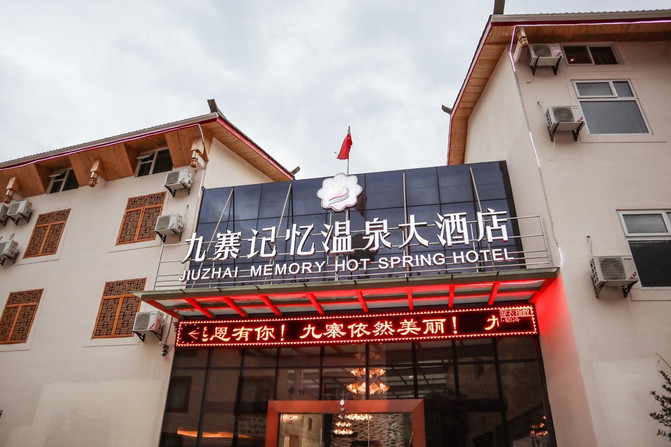 九寨记忆温泉大酒店
JIUZHAI MEMORY HOT SPRING HOTEL
恩有你！九寨依然美丽！九